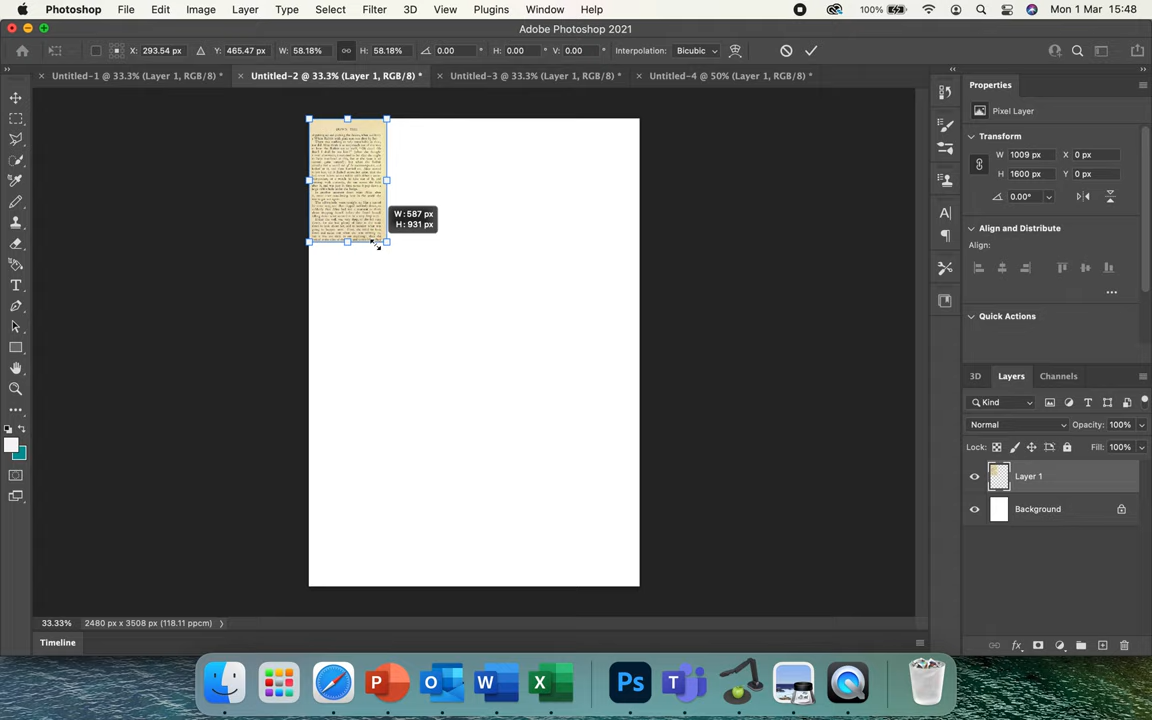 Photoshop File Edit Image Layer Type Select Filter 3D View Plugins Window Help 100% Mon 1 Mar 15:48
Adobe Photoshop 2021
X: 293.54 px Y: 465.47 px W: 58.18% H: 58.18% 0.00 ° H: 0.00 ° V: 0.00 ° Interpolation: Bicubic
Untitled-1 @ 33.3% (Layer 1, RGB/8) * Untitled-2 @ 33.3% (Layer 1, RGB/8) * Untitled-3 @ 33.3% (Layer 1, RGB/8) * Untitled-4 @ 50% (Layer 1, RGB/8) *
Properties
Pixel Layer
Transform
W 1009 px X 0 px
H 1600 px Y 0 px
0.00°
W: 587 px
H: 931 px
Align and Distribute
Align:
Quick Actions
3D Layers Channels
Kind
Normal Opacity: 100%
Lock: Fill: 100%
Layer 1
Background
33.33% 2480 px x 3508 px (118.11 ppcm)
Timeline
P O W X Ps T